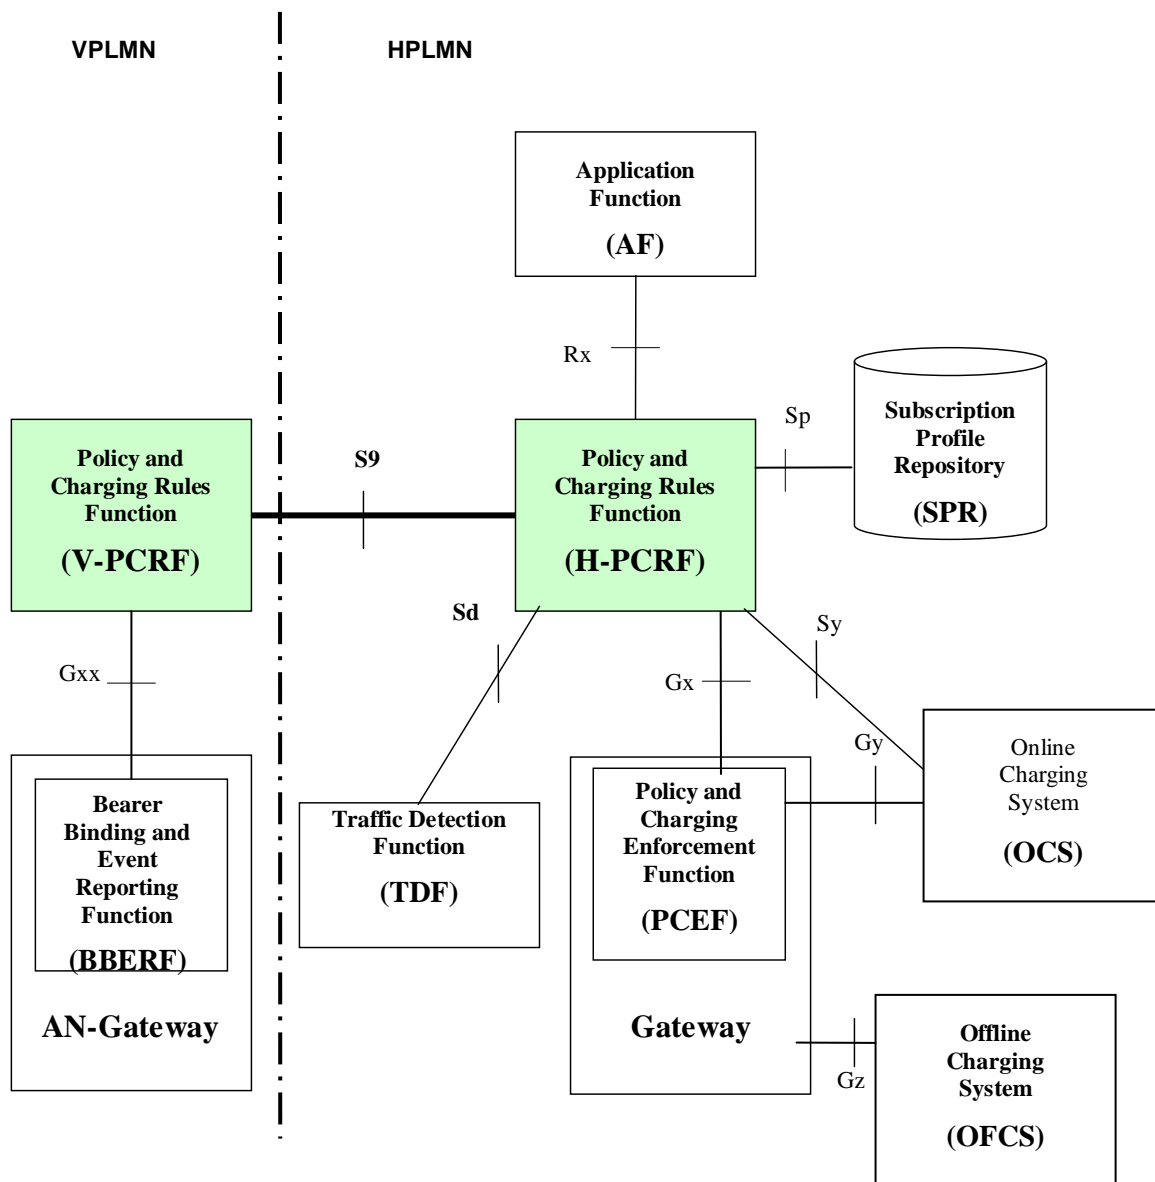 VPLMN
HPLMN
Application
Function
(AF)
Rx
Sp
Subscription
Profile
Repository
(SPR)
Policy and
Charging Rules
Function
(V-PCRF)
S9
Policy and
Charging Rules
Function
(H-PCRF)
Sd
Sy
Gxx
Gx
Gy
Bearer
Binding and
Event
Reporting
Function
(BBERF)
AN-Gateway
Traffic Detection
Function
(TDF)
Policy and
Charging
Enforcement
Function
(PCEF)
Gateway
Online
Charging
System
(OCS)
Gz
Offline
Charging
System
(OFCS)